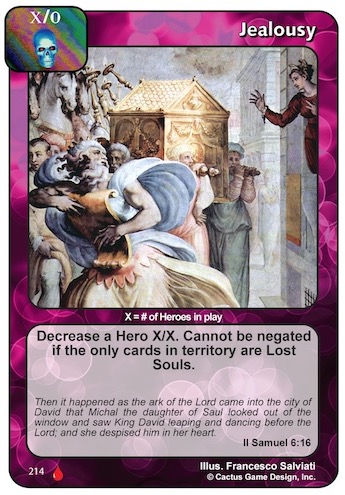 X/0
Jealousy
X = # of Heroes in play
Decrease a Hero X/X. Cannot be negated
if the only cards in territory are Lost
Souls.
Then it happened as the ark of the Lord came into the city of
David that Michal the daughter of Saul looked out of the
window and saw King David leaping and dancing before the
Lord; and she despised him in her heart.
II Samuel 6:16
Illus. Francesco Salviati
214
© Cactus Game Design, Inc.